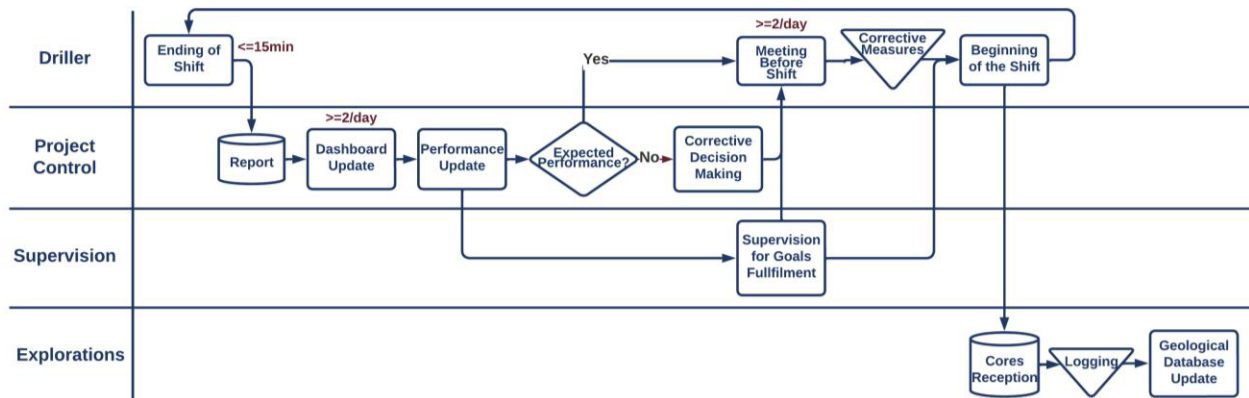 Driller
Ending of
Shift
<=15min
Yes
>=2/day
Meeting
Before
Shift
Corrective
Measures
Beginning
of the Shift
Project
Control
Report
>=2/day
Dashboard
Update
Performance
Update
Expected
Performance?
No
Corrective
Decision
Making
Supervision
Supervision
for Goals
Fullfilment
Explorations
Cores
Reception
Logging
Geological
Database
Update